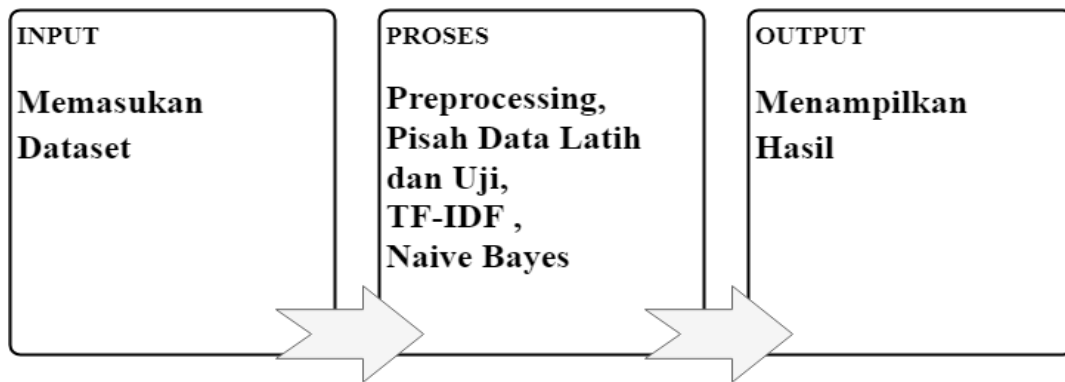 INPUT
Memasukan
Dataset
PROSES
Preprocessing,
Pisah Data Latih
dan Uji,
TF-IDF ,
Naive Bayes
OUTPUT
Menampilkan
Hasil